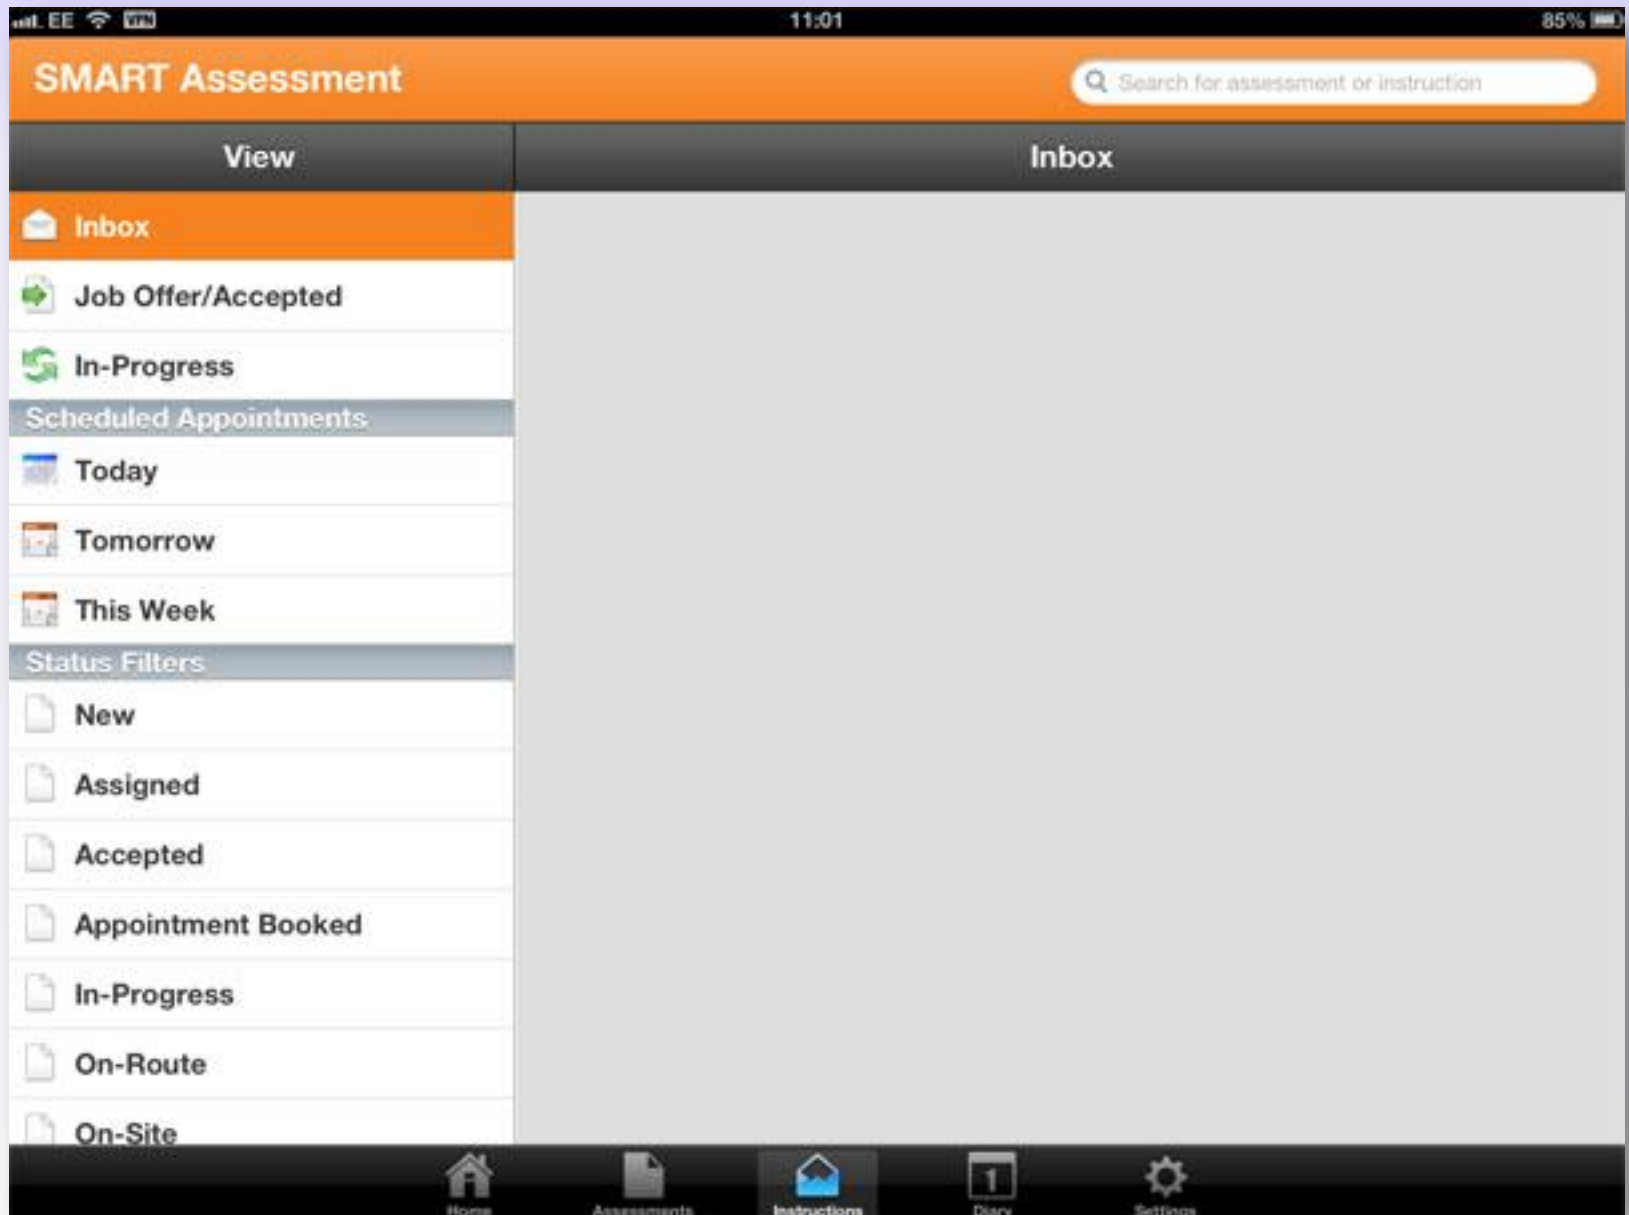 EE VPN 11:01 85%
SMART Assessment
Search for assessment or instruction
View
Inbox
Inbox
Job Offer/Accepted
In-Progress
Scheduled Appointments
Today
Tomorrow
This Week
Status Filters
New
Assigned
Accepted
Appointment Booked
In-Progress
On-Route
On-Site
1
Home Assessments Instructions Diary Settings